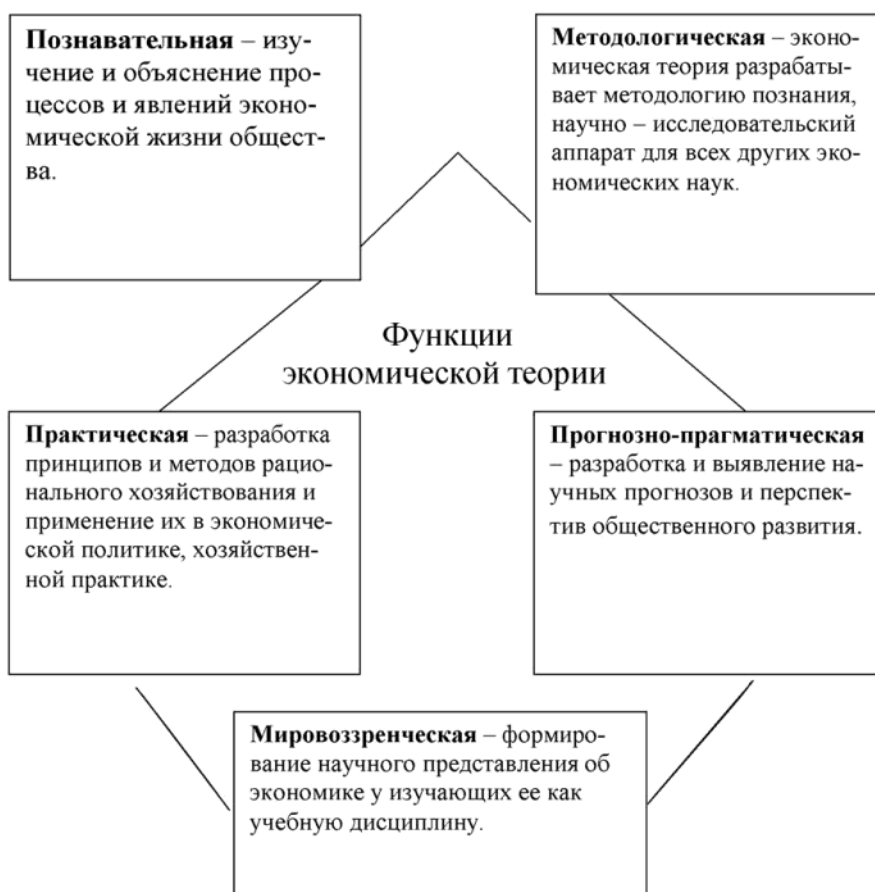 Познавательная – изу-
чение и объяснение про-
цессов и явлений эконо-
мической жизни общест-
ва.
Методологическая – эконо-
мическая теория разрабаты-
вает методологию познания,
научно – исследовательский
аппарат для всех других эко-
номических наук.
Функции
экономической теории
Практическая – разработка
принципов и методов рацио-
нального хозяйствования и
применение их в экономиче-
ской политике, хозяйствен-
ной практике.
Прогнозно-прагматическая
– разработка и выявление на-
учных прогнозов и перспек-
тив общественного развития.
Мировоззренческая – формиро-
вание научного представления об
экономике у изучающих ее как
учебную дисциплину.